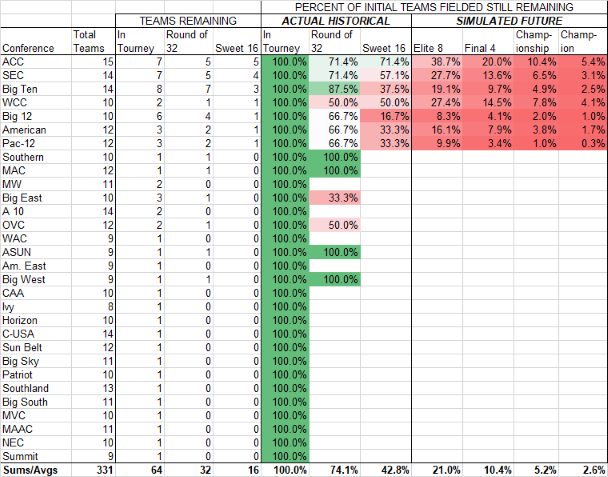 PERCENT OF INITIAL TEAMS FIELDED STILL REMAINING
TEAMS REMAINING ACTUAL HISTORICAL SIMULATED FUTURE
Total In Round of In Round of Champ- Champ-
Conference Teams Tourney 32 Sweet 16 Tourney 32 Sweet 16 Elite 8 Final 4 ionship ion
ACC 15 7 5 5 100.0% 71.4% 71.4% 38.7% 20.0% 10.4% 5.4%
SEC 14 7 5 4 100.0% 71.4% 57.1% 27.7% 13.6% 6.5% 3.1%
Big Ten 14 8 7 3 100.0% 87.5% 37.5% 19.1% 9.7% 4.9% 2.5%
WCC 10 2 1 1 100.0% 50.0% 50.0% 27.4% 14.5% 7.8% 4.1%
Big 12 10 6 4 1 100.0% 66.7% 16.7% 8.3% 4.1% 2.0% 1.0%
American 12 3 2 1 100.0% 66.7% 33.3% 16.1% 7.9% 3.8% 1.7%
Pac-12 12 3 2 1 100.0% 66.7% 33.3% 9.9% 3.4% 1.0% 0.3%
Southern 10 1 1 0 100.0% 100.0%
MAC 12 1 1 0 100.0% 100.0%
MW 11 2 0 0 100.0%
Big East 10 3 1 0 100.0% 33.3%
A 10 14 2 0 0 100.0%
OVC 12 2 1 0 100.0% 50.0%
WAC 9 1 0 0 100.0%
ASUN 9 1 1 0 100.0% 100.0%
Am. East 9 1 0 0 100.0%
Big West 9 1 1 0 100.0% 100.0%
CAA 10 1 0 0 100.0%
Ivy 8 1 0 0 100.0%
Horizon 10 1 0 0 100.0%
C-USA 14 1 0 0 100.0%
Sun Belt 12 1 0 0 100.0%
Big Sky 11 1 0 0 100.0%
Patriot 10 1 0 0 100.0%
Southland 13 1 0 0 100.0%
Big South 11 1 0 0 100.0%
MVC 10 1 0 0 100.0%
MAAC 11 1 0 0 100.0%
NEC 10 1 0 0 100.0%
Summit 9 1 0 0 100.0%
Sums/Avgs 331 64 32 16 100.0% 74.1% 42.8% 21.0% 10.4% 5.2% 2.6%